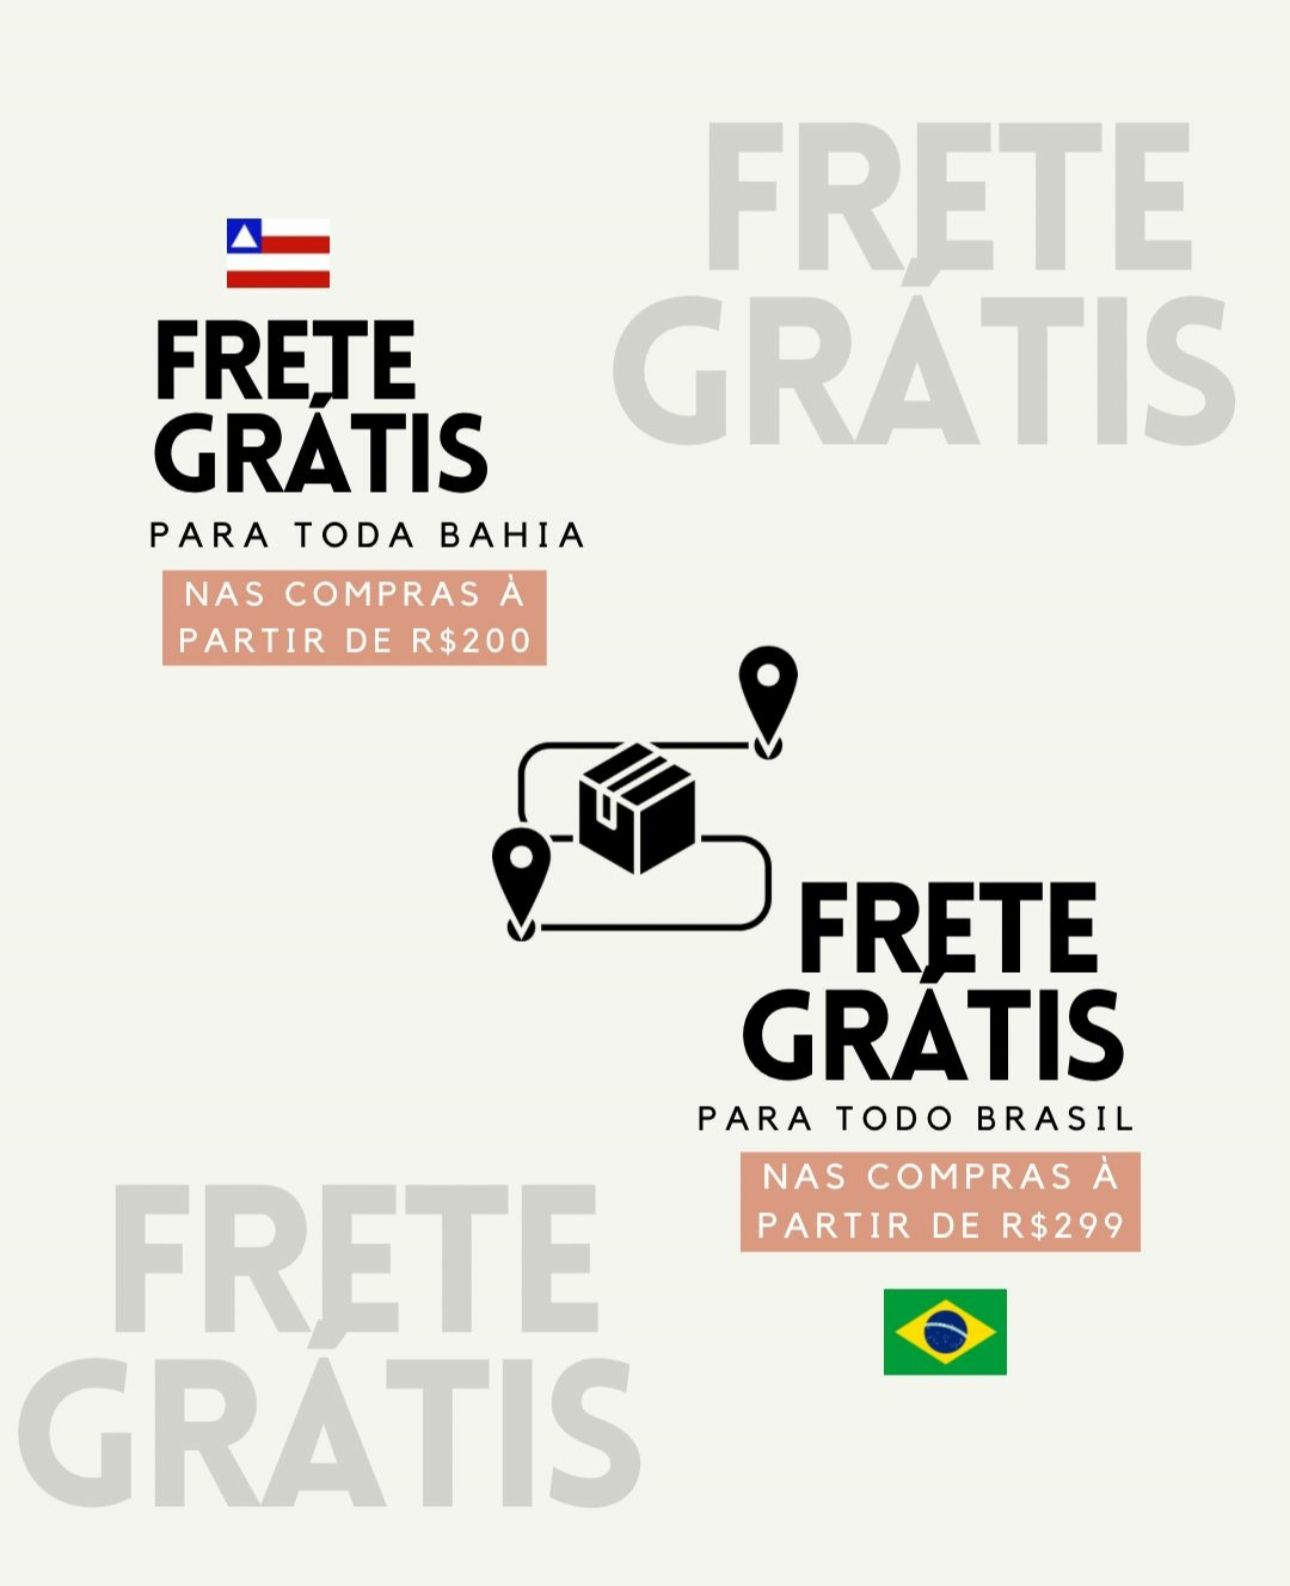 FRETE
GRÁTIS
FRETE
GRÁTIS
PARA TODA BAHIA
NAS COMPRAS À
PARTIR DE R$200
FRETE
GRÁTIS
PARA TODO BRASIL
NAS COMPRAS À
PARTIR DE R$299
FRETE
GRÁTIS